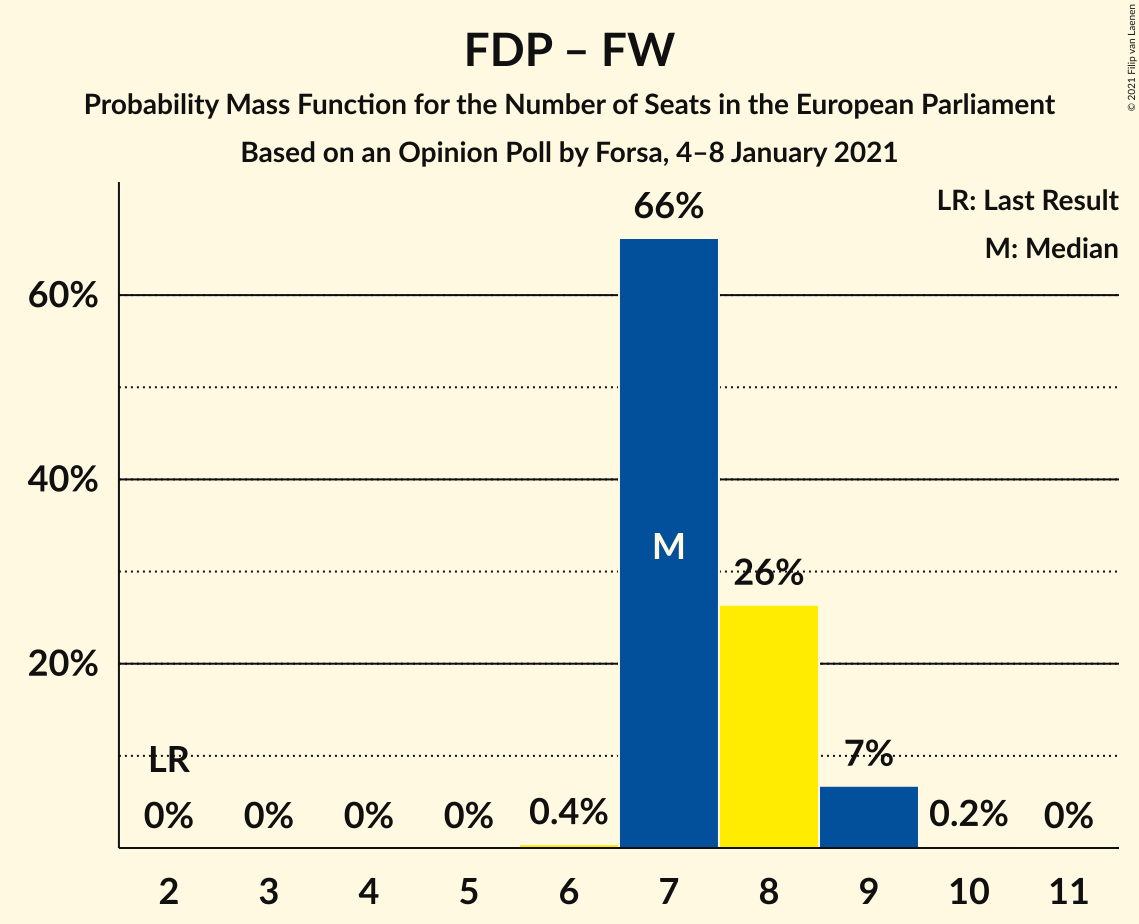 FDP – FW
Probability Mass Function for the Number of Seats in the European Parliament
Based on an Opinion Poll by Forsa, 4–8 January 2021
© 2021 Filip van Laenen
LR: Last Result
M: Median
66%
60%
40%
M
26%
20%
LR
7%
0% 0% 0% 0% 0.4% 0.2% 0%
2 3 4 5 6 7 8 9 10 11